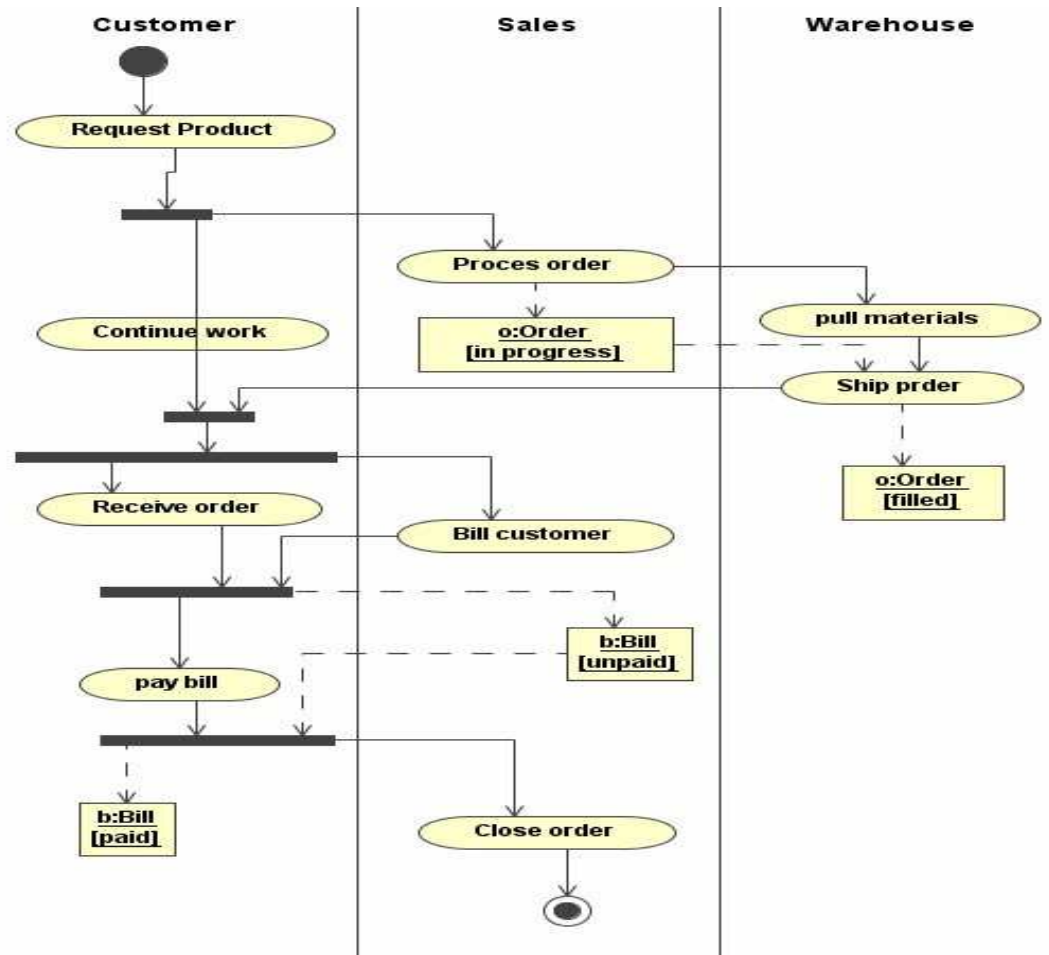 Customer
Sales
Warehouse
Request Product
Proces order
pull materials
Continue work
o:Order
[in progress]
Ship prder
o:Order
[filled]
Receive order
Bill customer
b:Bill
[unpaid]
pay bill
b:Bill
[paid]
Close order